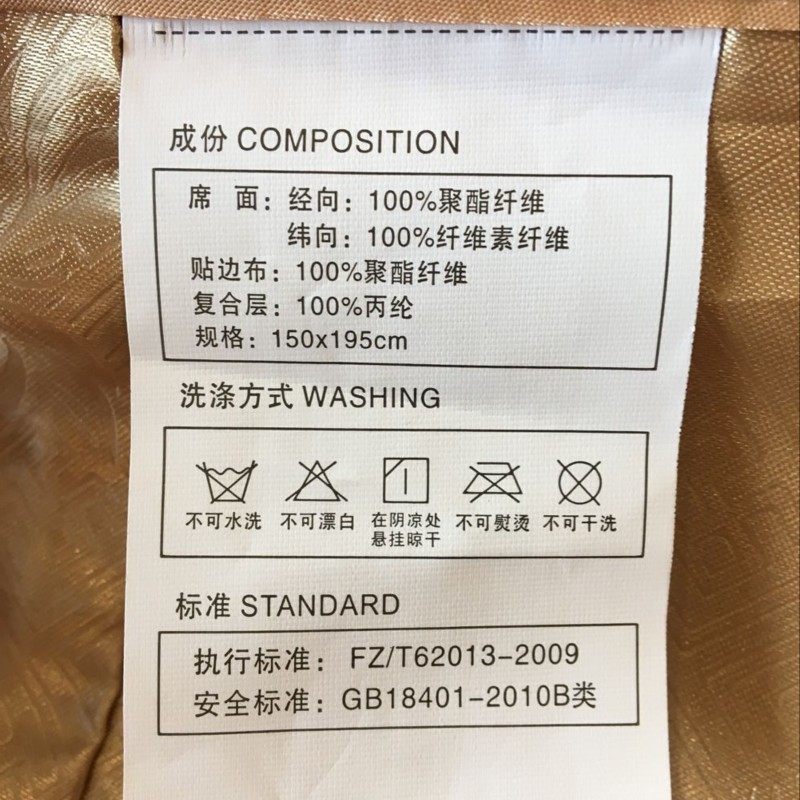 成份 COMPOSITION
席 面：经向：100%聚酯纤维
纬向：100%纤维素纤维
贴边布：100%聚酯纤维
复合层：100%丙纶
规格：150x195cm
洗涤方式 WASHING
不可水洗 不可漂白 在阴凉处悬挂晾干 不可熨烫 不可干洗
标准 STANDARD
执行标准： FZ/T62013-2009
安全标准：GB18401-2010B类